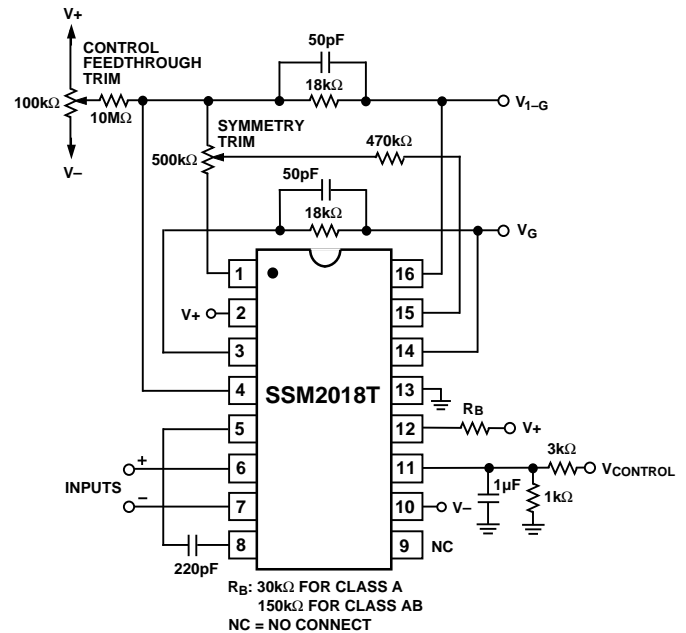 V+
CONTROL
FEEDTHROUGH
TRIM
100kΩ
10MΩ
V–
50pF
18kΩ
V1–G
SYMMETRY
TRIM
500kΩ
470kΩ
50pF
18kΩ
VG
1
16
V+
2
15
3
14
SSM2018T
4
13
5
12
RB
V+
6
11
3kΩ
VCONTROL
INPUTS
+
–
1µF
1kΩ
7
10
V–
8
9
NC
220pF
RB: 30kΩ FOR CLASS A
150kΩ FOR CLASS AB
NC = NO CONNECT